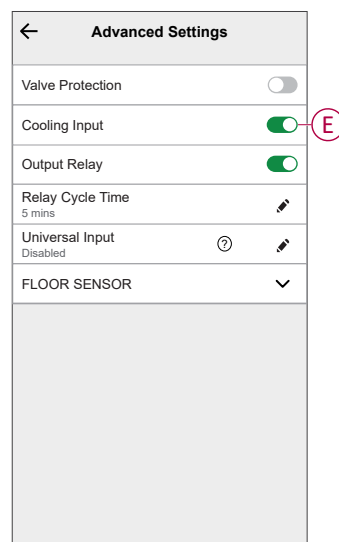 Advanced Settings
Valve Protection
Cooling Input
E
Output Relay
Relay Cycle Time
5 mins
Universal Input
?
Disabled
FLOOR SENSOR